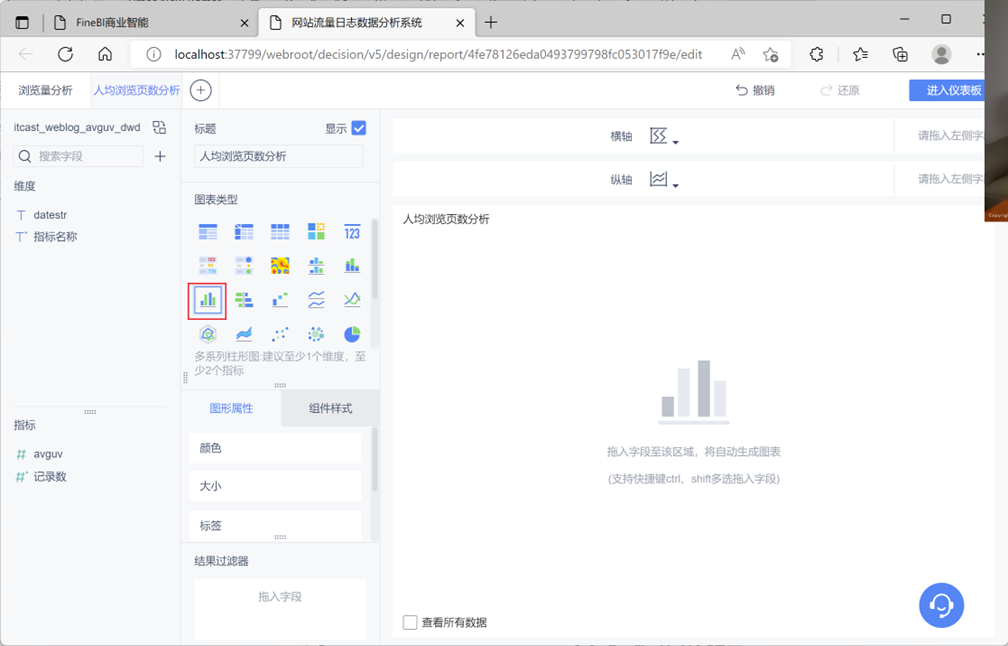 FineBI商业智能
网站流量日志数据分析系统
localhost:37799/webroot/decision/v5/design/report/4fe78126eda0493799798fc053017f9e/edit
浏览量分析
人均浏览页数分析
撤销
还原
进入仪表板
itcast_weblog_avguv_dwd
搜索字段
维度
datestr
指标名称
指标
avguv
记录数
标题
显示
人均浏览页数分析
图表类型
123
多系列柱形图:建议至少1个维度，至
少2个指标
图形属性
组件样式
颜色
大小
标签
结果过滤器
拖入字段
横轴
请拖入左侧字
纵轴
请拖入左侧字
人均浏览页数分析
拖入字段至该区域，将自动生成图表
(支持快捷键ctrl、shift多选拖入字段)
查看所有数据